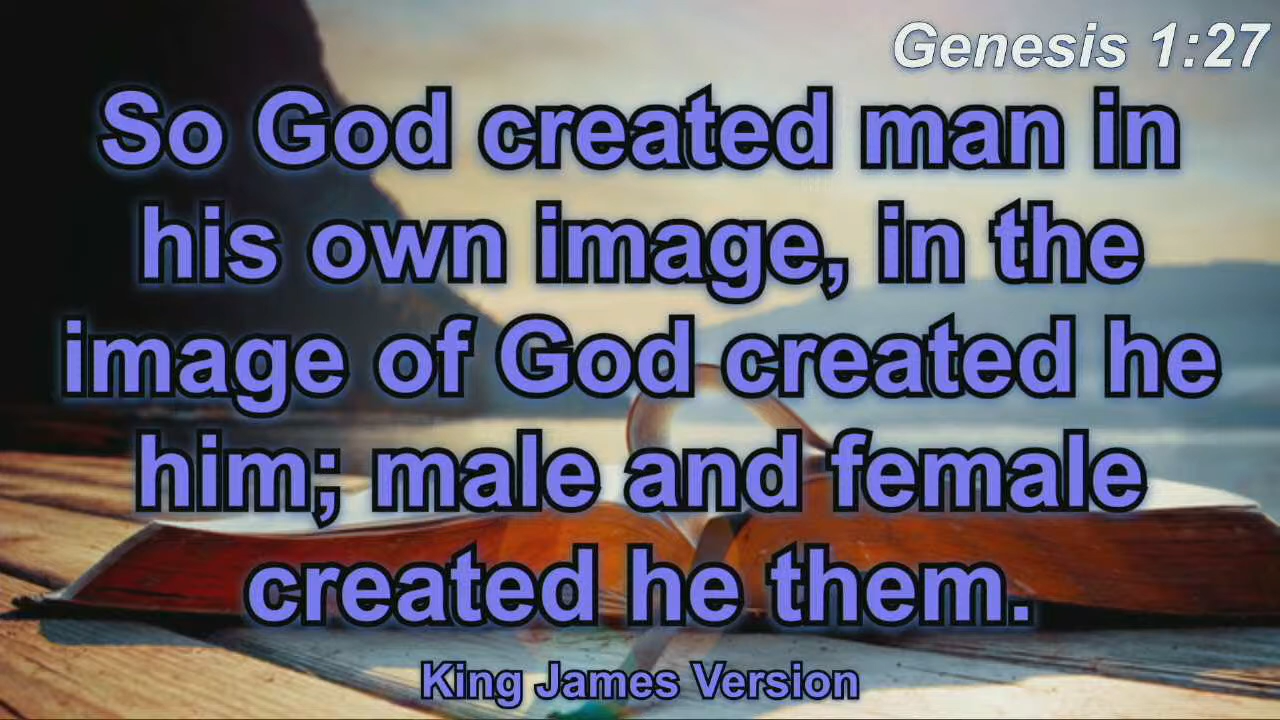 Genesis 1:27
So God created man in
his own image, in the
image of God created he
him; male and female
created he them.
King James Version